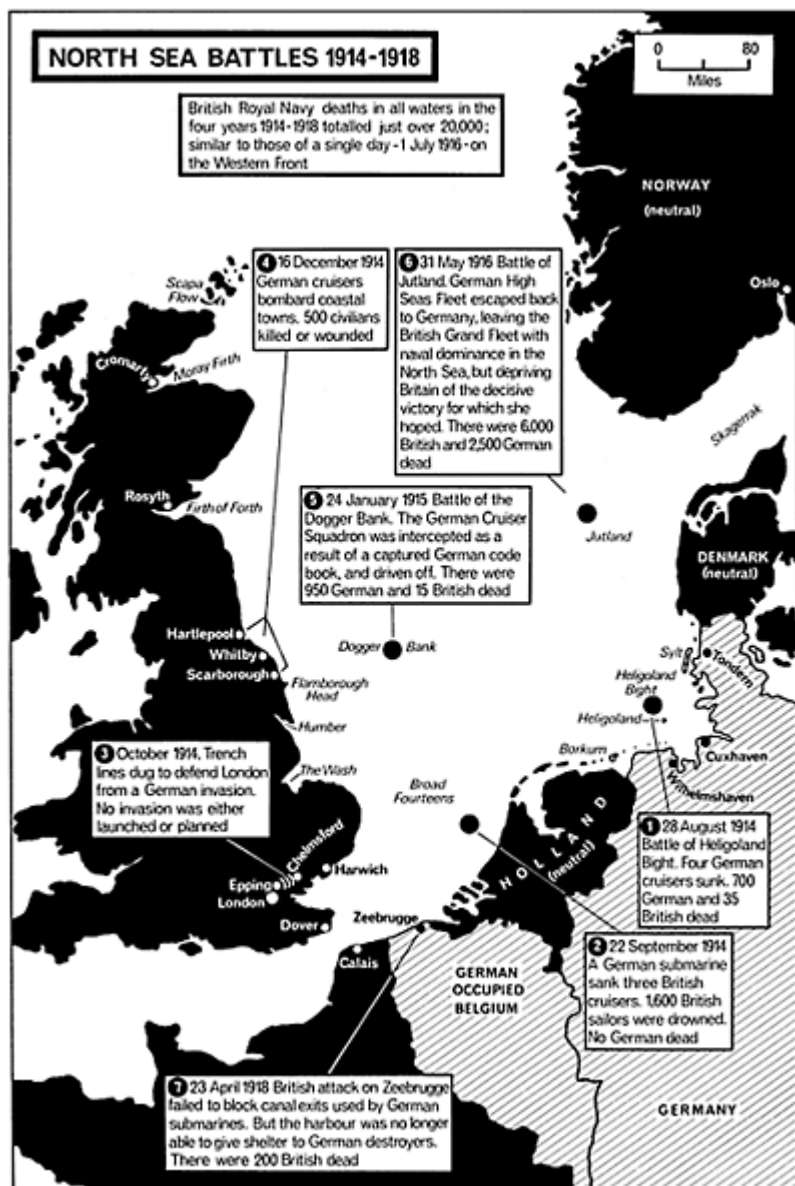 NORTH SEA BATTLES 1914-1918
0 80
Miles
British Royal Navy deaths in all waters in the
four years 1914-1918 totalled just over 20,000;
similar to those of a single day-1 July 1916-on
the Western Front
NORWAY
(neutral)
Oslo
Scapa
Flow
4 16 December 1914
German cruisers
bombard coastal
towns. 500 civilians
killed or wounded
6 31 May 1916 Battle of
Jutland. German High
Seas Fleet escaped back
to Germany, leaving the
British Grand Fleet with
naval dominance in the
North Sea, but depriving
Britain of the decisive
victory for which she
hoped. There were 6,000
British and 2,500 German
dead
Cromarty
Moray Firth
Skagerrak
Rosyth
Firth of Forth
5 24 January 1915 Battle of the
Dogger Bank. The German Cruiser
Squadron was intercepted as a
result of a captured German code
book, and driven off. There were
950 German and 15 British dead
Jutland
DENMARK
(neutral)
Hartlepool
Whitby
Scarborough
Flamborough
Head
Dogger Bank
Sylt
Tondern
Heligoland
Bight
Heligoland
Humber
3 October 1914, Trench
lines dug to defend London
from a German invasion.
No invasion was either
launched or planned
The Wash
Borkum
Cuxhaven
Wilhelmshaven
Broad
Fourteens
HOLLAND
(neutral)
1 28 August 1914
Battle of Heligoland
Bight. Four German
cruisers sunk. 700
German and 35
British dead
Chelmsford
Epping
Harwich
London
Dover
Zeebrugge
Calais
GERMAN
OCCUPIED
BELGIUM
2 22 September 1914
A German submarine
sank three British
cruisers. 1,600 British
sailors were drowned.
No German dead
7 23 April 1918 British attack on Zeebrugge
failed to block canal exits used by German
submarines. But the harbour was no longer
able to give shelter to German destroyers.
There were 200 British dead
GERMANY